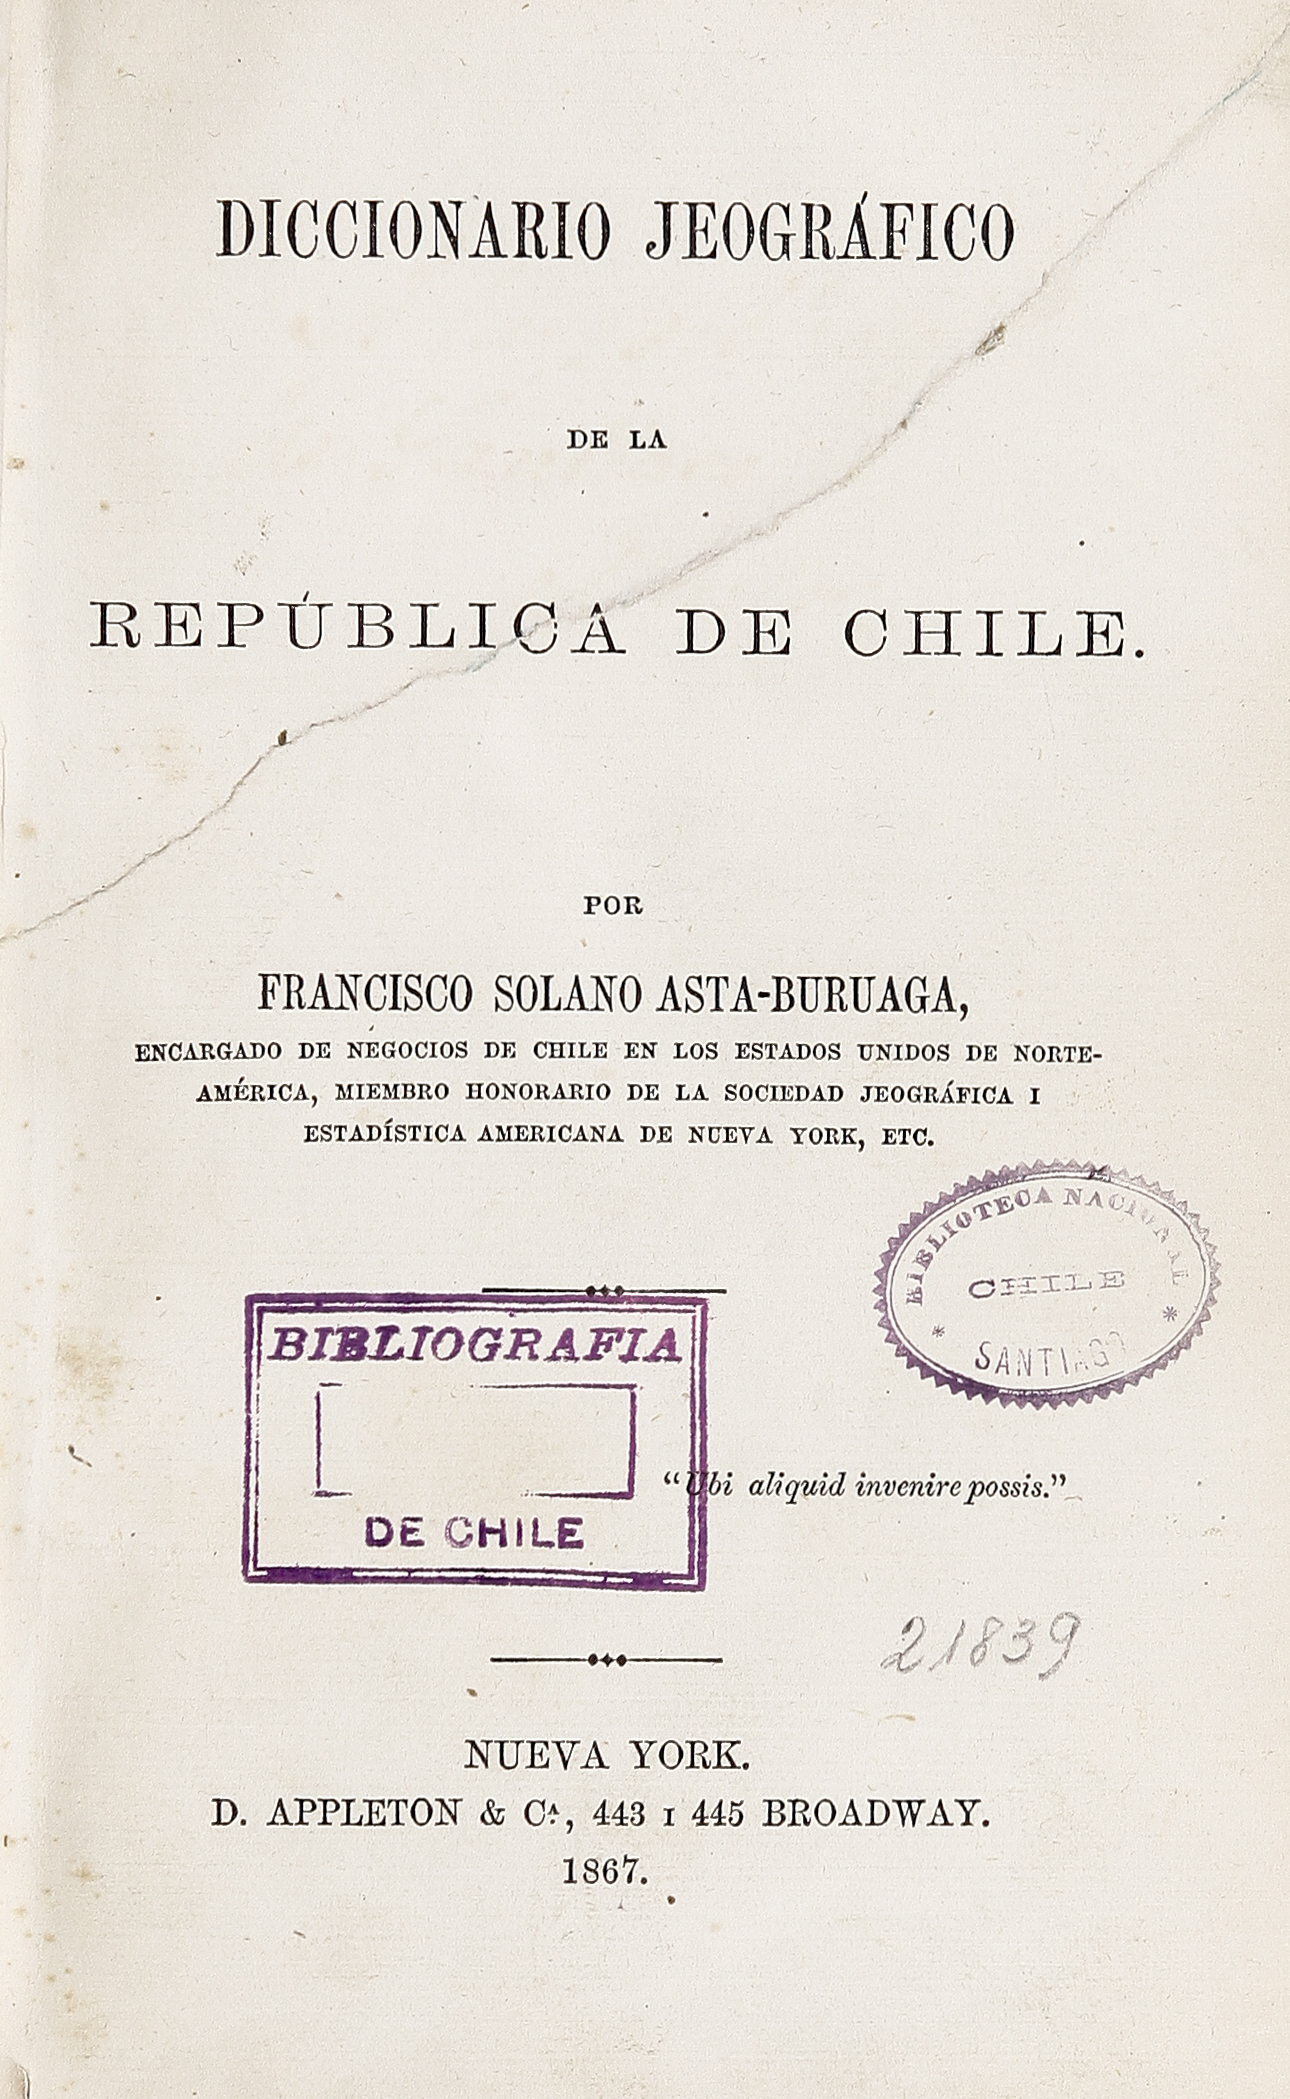 DICCIONARIO JEOGRÁFICO
DE LA
REPÚBLICA DE CHILE.
POR
FRANCISCO SOLANO ASTA-BURUAGA,
ENCARGADO DE NEGOCIOS DE CHILE EN LOS ESTADOS UNIDOS DE NORTE-
AMÉRICA, MIEMBRO HONORARIO DE LA SOCIEDAD JEOGRÁFICA I
ESTADÍSTICA AMERICANA DE NUEVA YORK, ETC.
BIBLIOTECA NACIONAL
CHILE
* SANTIAGO *
BIBLIOGRAFIA
DE CHILE
“Ubi aliquid invenire possis.”
21839
NUEVA YORK.
D. APPLETON & Cᴬ., 443 I 445 BROADWAY.
1867.